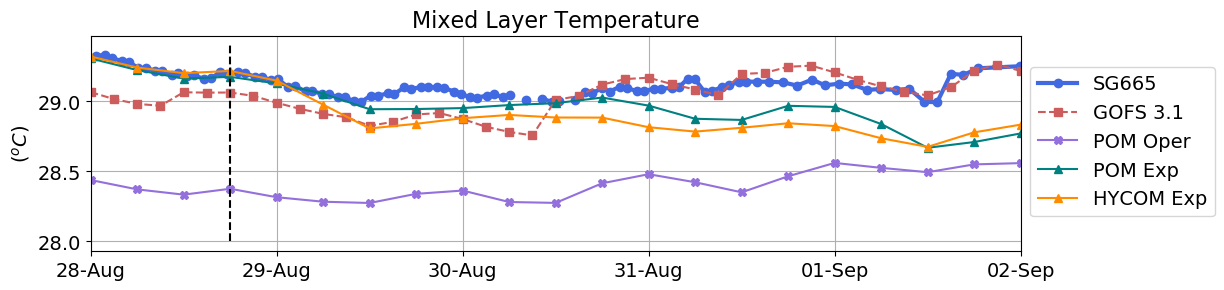 Mixed Layer Temperature
(°C)
29.0
28.5
28.0
28-Aug
29-Aug
30-Aug
31-Aug
01-Sep
02-Sep
SG665
GOFS 3.1
POM Oper
POM Exp
HYCOM Exp